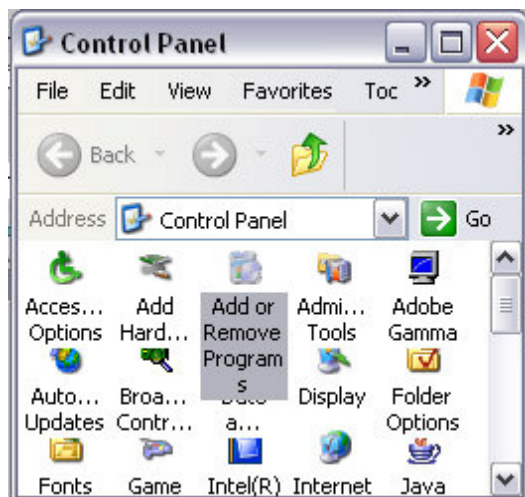 Control Panel
File Edit View Favorites Toc »
Back »
Address Control Panel Go
Acces... Add Add or Admi... Adobe
Options Hard... Remove Tools Gamma
Program
s
Auto... Broa... Display Folder
Updates Contr... a... Options
Fonts Game Intel(R) Internet Java